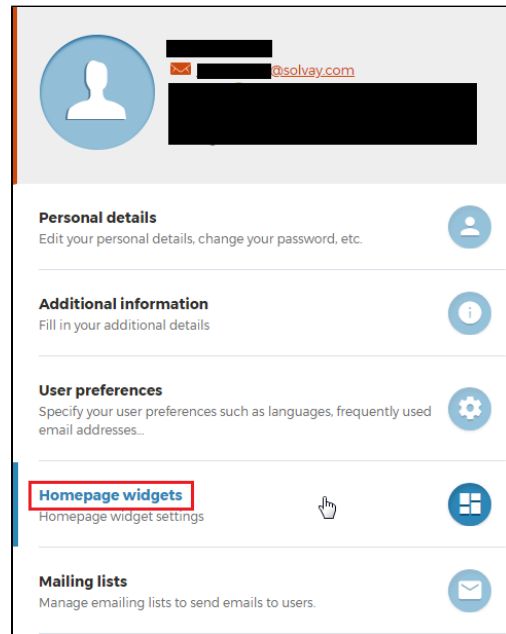 @solvay.com
Personal details
Edit your personal details, change your password, etc.
Additional information
Fill in your additional details
User preferences
Specify your user preferences such as languages, frequently used
email addresses...
Homepage widgets
Homepage widget settings
Mailing lists
Manage emailing lists to send emails to users.